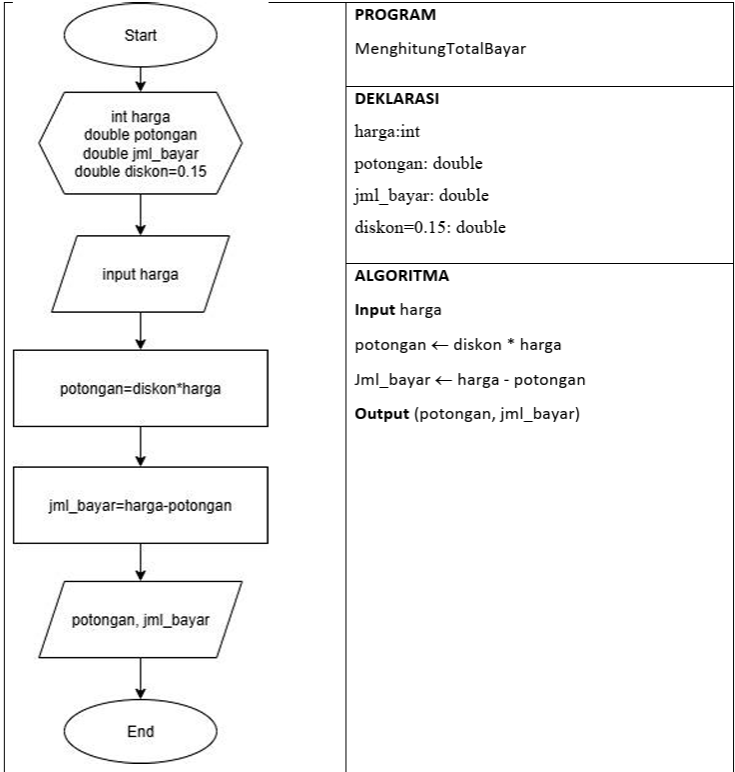 Start
int harga
double potongan
double jml_bayar
double diskon=0.15
input harga
potongan=diskon*harga
jml_bayar=harga-potongan
potongan, jml_bayar
End
PROGRAM
MenghitungTotalBayar
DEKLARASI
harga:int
potongan: double
jml_bayar: double
diskon=0.15: double
ALGORITMA
Input harga
potongan ← diskon * harga
Jml_bayar ← harga - potongan
Output (potongan, jml_bayar)